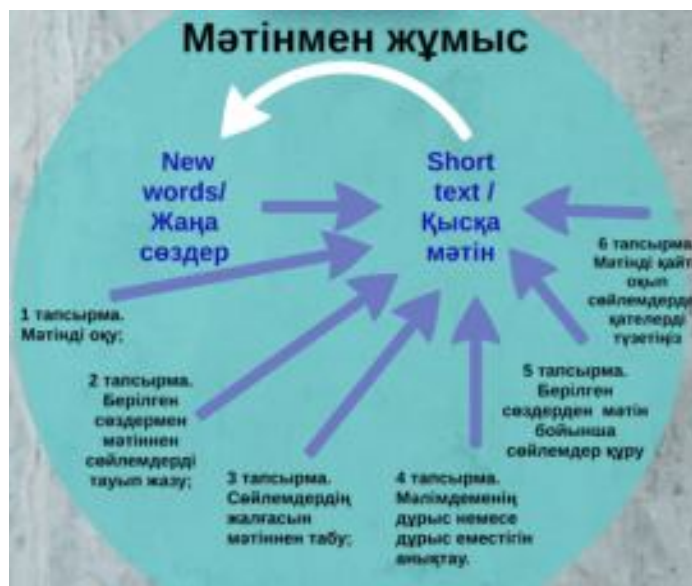 Мәтінмен жұмыс
New
words/
Жаңа
сөздер
Short
text /
Қысқа
мәтін
1 тапсырма.
Мәтінді оқу;
2 тапсырма.
Берілген
сөздермен
мәтіннен
сөйлемдерді
тауып жазу;
3 тапсырма.
Сөйлемдердің
жалғасын
мәтіннен табу;
4 тапсырма.
Мәлімдеменің
дұрыс немесе
дұрыс еместігін
анықтау.
5 тапсырма.
Берілген
сөздерден мәтін
бойынша
сөйлемдер құру
6 тапсырма.
Мәтінді қайт
оқып
сөйлемдерде
қателерді
түзетіңіз